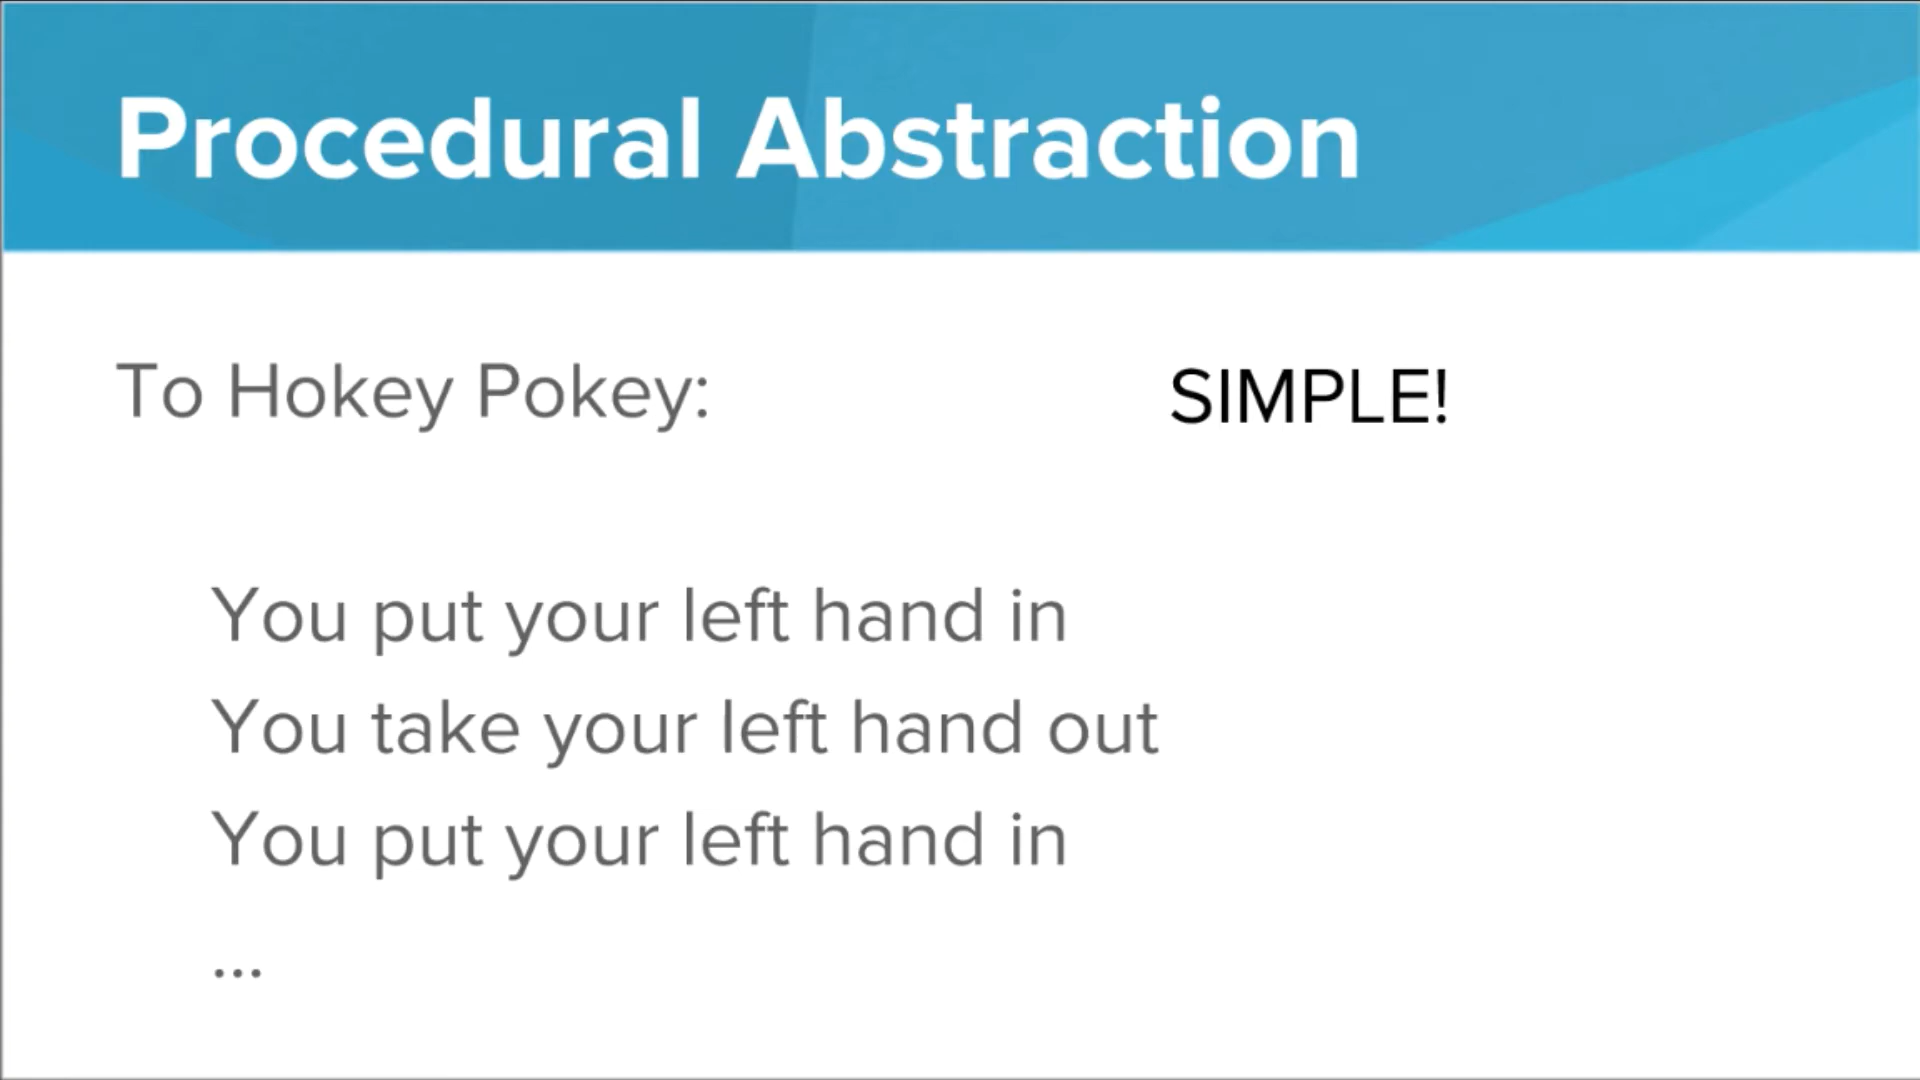 Procedural Abstraction
To Hokey Pokey:
SIMPLE!
You put your left hand in
You take your left hand out
You put your left hand in
...